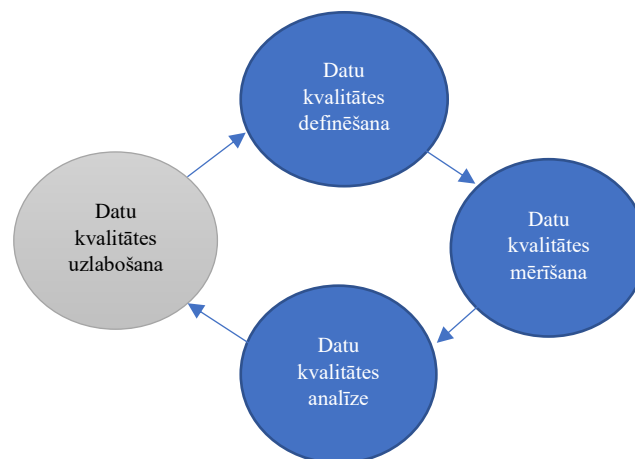 Datu
kvalitātes
definēšana
Datu
kvalitātes
mērīšana
Datu
kvalitātes
analīze
Datu
kvalitātes
uzlabošana